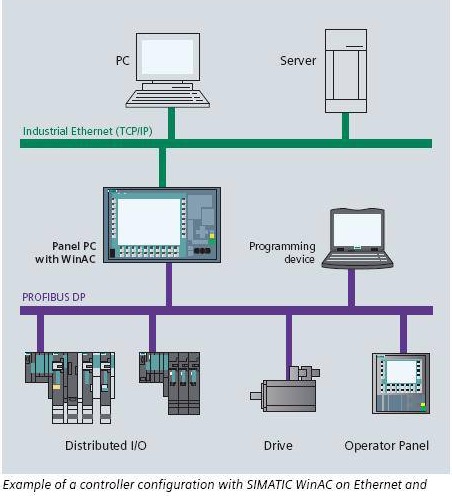 PC
Server
Industrial Ethernet (TCP/IP)
Panel PC
with WinAC
Programming
device
PROFIBUS DP
Distributed I/O
Drive
Operator Panel
Example of a controller configuration with SIMATIC WinAC on Ethernet and